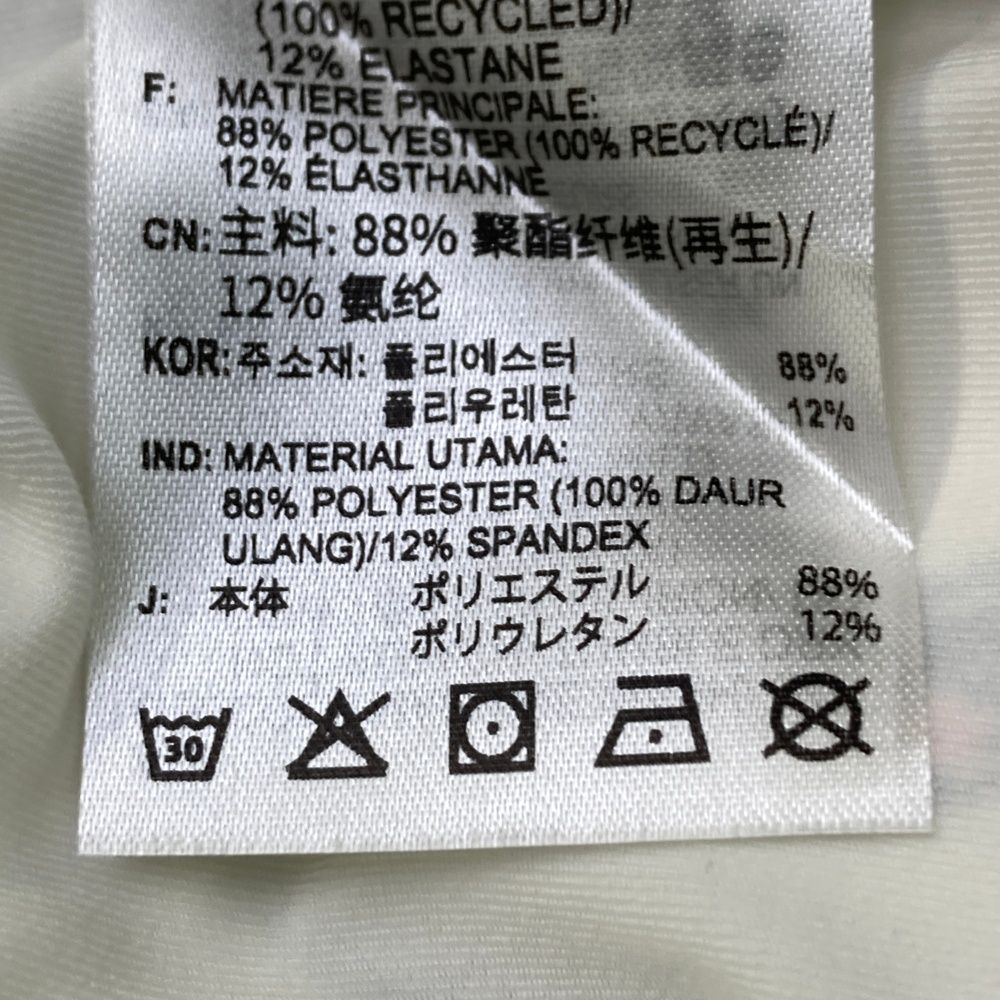 (100% RECYCLED)/
12% ELASTANE
F: MATIERE PRINCIPALE:
88% POLYESTER (100% RECYCLÉ)/
12% ÉLASTHANNE
CN: 主料: 88% 聚酯纤维(再生)/
12% 氨纶
KOR: 주소재: 폴리에스터 88%
폴리우레탄 12%
IND: MATERIAL UTAMA:
88% POLYESTER (100% DAUR
ULANG)/12% SPANDEX
J: 本体 ポリエステル 88%
ポリウレタン 12%
30